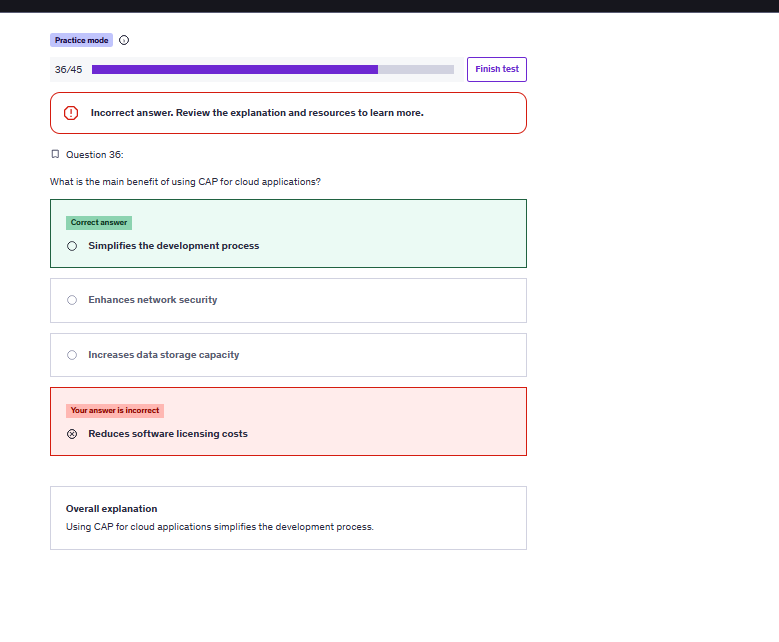 Practice mode
36/45
Finish test
Incorrect answer. Review the explanation and resources to learn more.
Question 36:
What is the main benefit of using CAP for cloud applications?
Correct answer
Simplifies the development process
Enhances network security
Increases data storage capacity
Your answer is incorrect
Reduces software licensing costs
Overall explanation
Using CAP for cloud applications simplifies the development process.